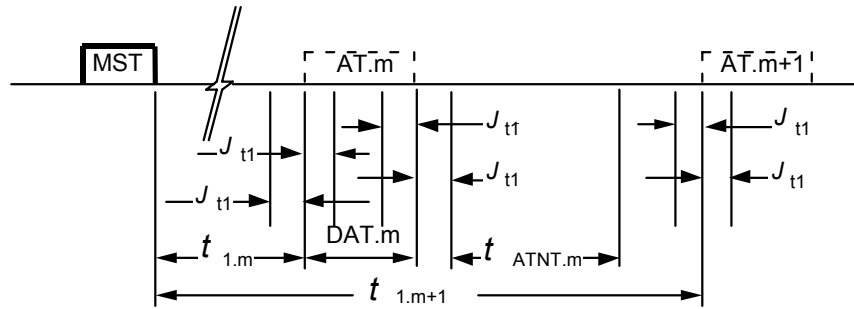 MST AT.m AT.m+1
J t1 J t1
J t1
J t1 J t1
J t1
DAT.m
t 1.m t ATNT.m
t 1.m+1